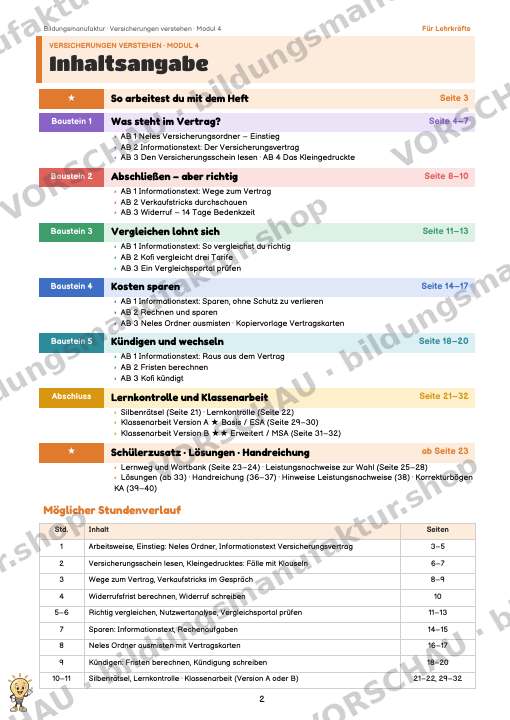 Bildungsmanufaktur · Versicherungen verstehen · Modul 4
Für Lehrkräfte
VERSICHERUNGEN VERSTEHEN · MODUL 4
Inhaltsangabe
★ So arbeitest du mit dem Heft Seite 3
Baustein 1 Was steht im Vertrag? Seite 4–7
› AB 1 Neles Versicherungsordner – Einstieg
› AB 2 Informationstext: Der Versicherungsvertrag
› AB 3 Den Versicherungsschein lesen · AB 4 Das Kleingedruckte
Baustein 2 Abschließen – aber richtig Seite 8–10
› AB 1 Informationstext: Wege zum Vertrag
› AB 2 Verkaufstricks durchschauen
› AB 3 Widerruf – 14 Tage Bedenkzeit
Baustein 3 Vergleichen lohnt sich Seite 11–13
› AB 1 Informationstext: So vergleichst du richtig
› AB 2 Kofi vergleicht drei Tarife
› AB 3 Ein Vergleichsportal prüfen
Baustein 4 Kosten sparen Seite 14–17
› AB 1 Informationstext: Sparen, ohne Schutz zu verlieren
› AB 2 Rechnen und sparen
› AB 3 Neles Ordner ausmisten · Kopiervorlage Vertragskarten
Baustein 5 Kündigen und wechseln Seite 18–20
› AB 1 Informationstext: Raus aus dem Vertrag
› AB 2 Fristen berechnen
› AB 3 Kofi kündigt
Abschluss Lernkontrolle und Klassenarbeit Seite 21–32
› Silbenrätsel (Seite 21) · Lernkontrolle (Seite 22)
› Klassenarbeit Version A ★ Basis / ESA (Seite 29–30)
› Klassenarbeit Version B ★★ Erweitert / MSA (Seite 31–32)
★ Schülerzusatz · Lösungen · Handreichung ab Seite 23
› Lernweg und Wortbank (Seite 23–24) · Leistungsnachweise zur Wahl (Seite 25–28)
› Lösungen (ab 33) · Handreichung (36–37) · Hinweise Leistungsnachweise (38) · Korrekturbögen
KA (39–40)
Möglicher Stundenverlauf
Std. Inhalt Seiten
1 Arbeitsweise, Einstieg: Neles Ordner, Informationstext Versicherungsvertrag 3–5
2 Versicherungsschein lesen, Kleingedrucktes: Fälle mit Klauseln 6–7
3 Wege zum Vertrag, Verkaufstricks im Gespräch 8–9
4 Widerrufsfrist berechnen, Widerruf schreiben 10
5–6 Richtig vergleichen, Nutzwertanalyse, Vergleichsportal prüfen 11–13
7 Sparen: Informationstext, Rechenaufgaben 14–15
8 Neles Ordner ausmisten mit Vertragskarten 16–17
9 Kündigen: Fristen berechnen, Kündigung schreiben 18–20
10–11 Silbenrätsel, Lernkontrolle · Klassenarbeit (Version A oder B) 21–22, 29–32
2
VORSCHAU · bildungsmanufaktur.shop